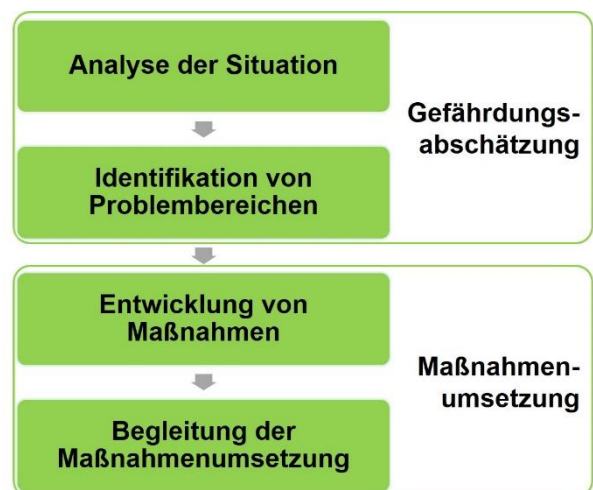 Analyse der Situation
Gefährdungs-
abschätzung
Identifikation von
Problembereichen
Entwicklung von
Maßnahmen
Maßnahmen-
umsetzung
Begleitung der
Maßnahmenumsetzung